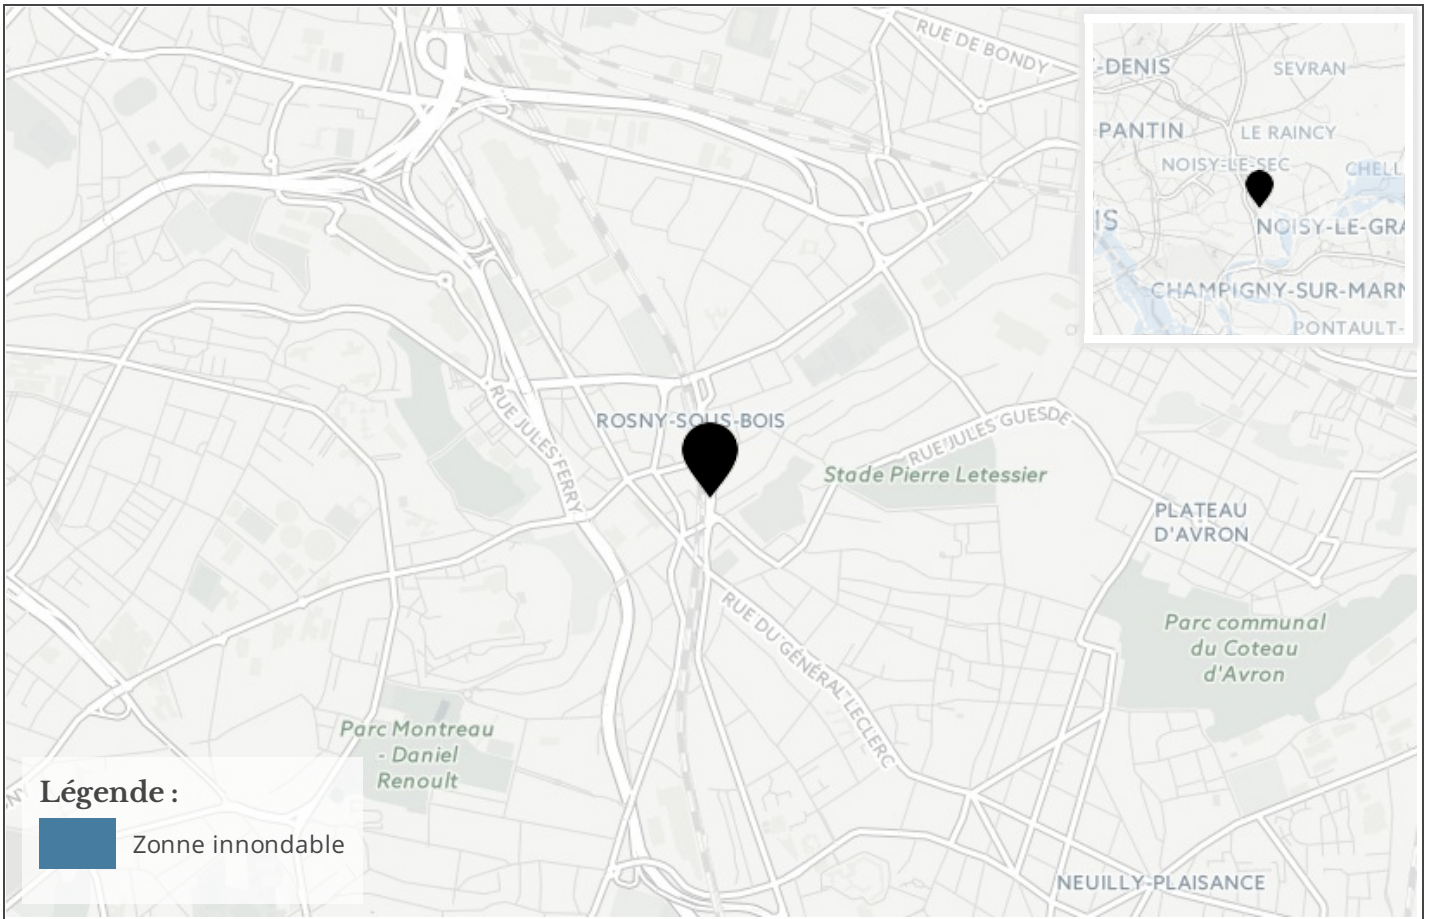 RUE DE BONDY
Z-DENIS
SEVRAN
PANTIN
LE RAINCY
NOISY-LE-SEC
CHELL
IS
NOISY-LE-GRA
CHAMPIGNY-SUR-MARN
PONTAULT-
RUE JULES FERRY
ROSNY-SOUS-BOIS
RUE JULES GUESDE
Stade Pierre Letessier
PLATEAU
D'AVRON
RUE DU GÉNÉRAL LECLERC
Parc communal
du Coteau
d'Avron
Parc Montreau
- Daniel
Renoult
Légende :
Zonne innondable
NEUILLY-PLAISANCE